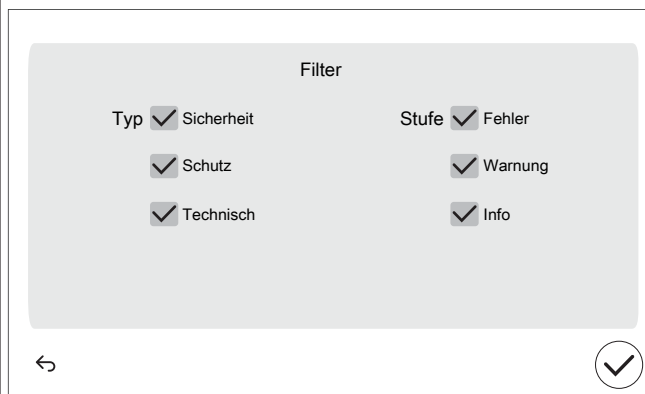 Filter
Typ Sicherheit Stufe Fehler
Schutz Warnung
Technisch Info